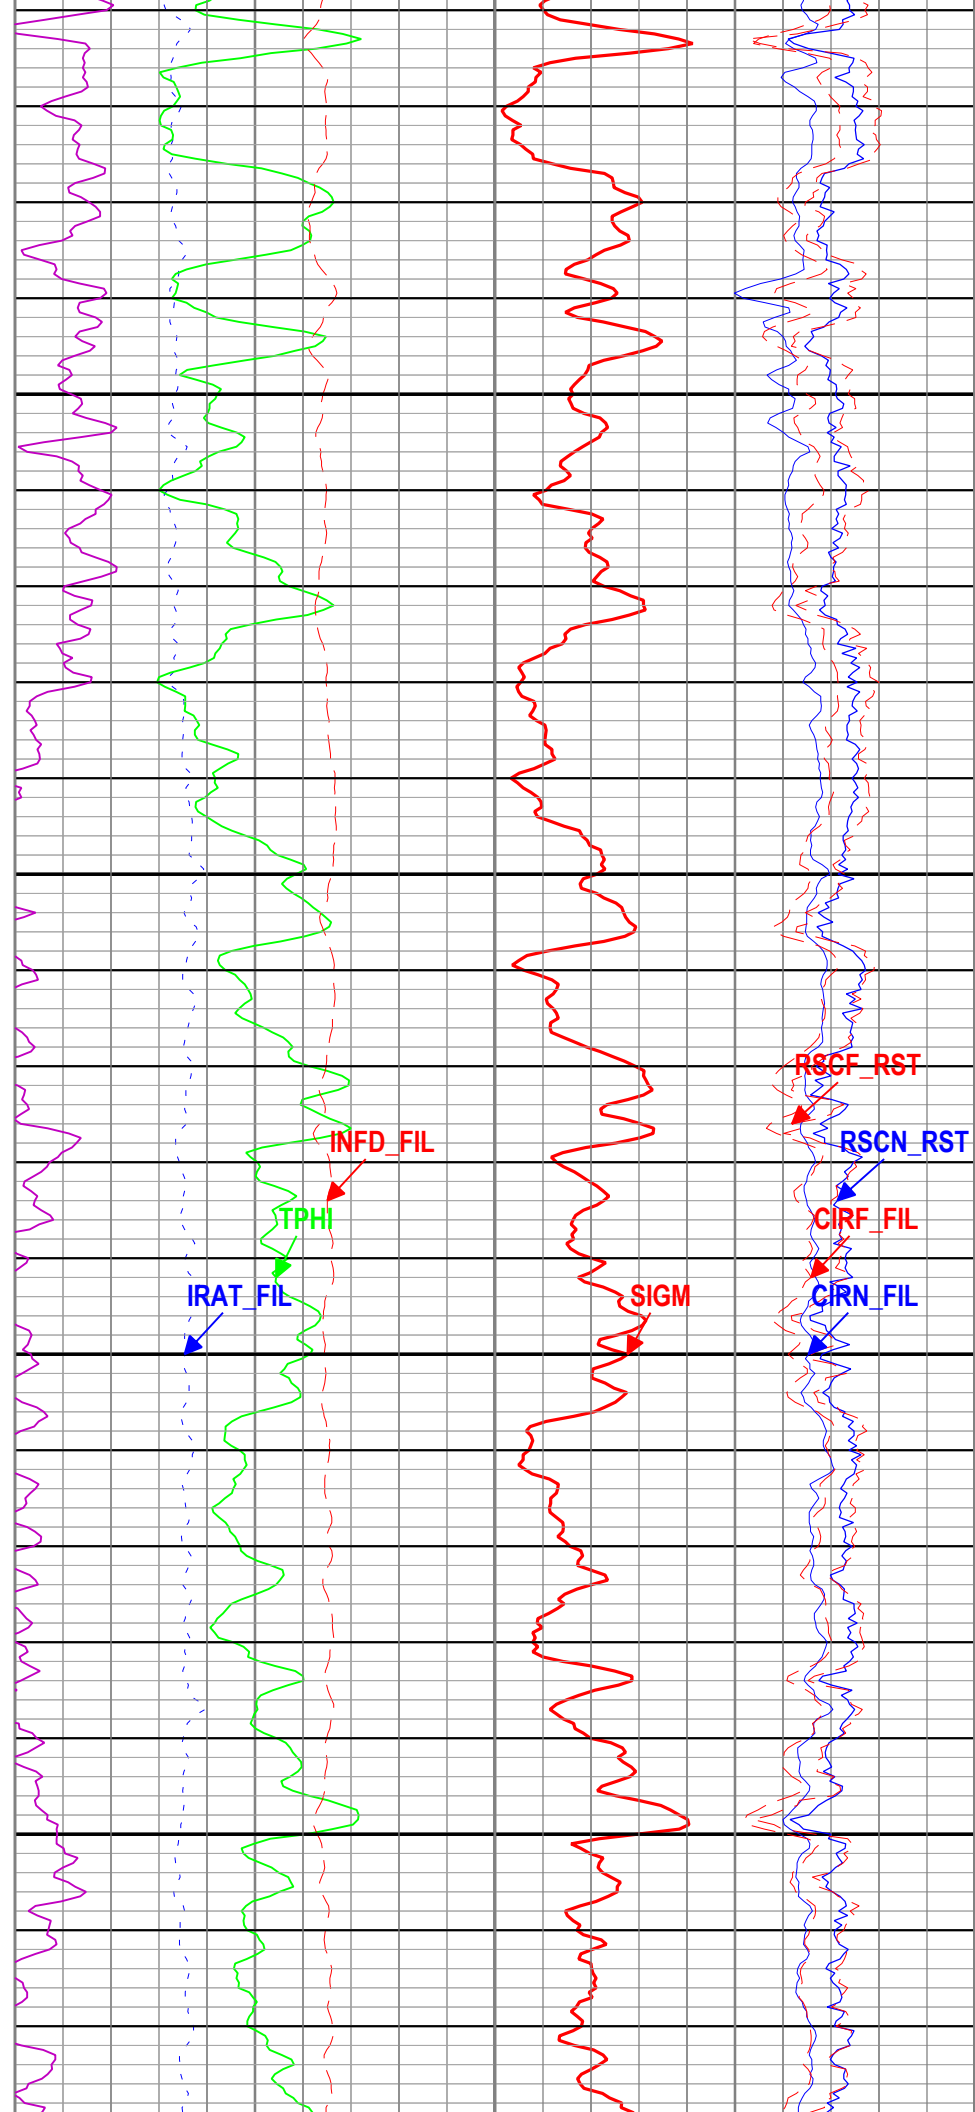 RSCF_RST
INFD_FIL
RSCN_RST
TPHI
CIRF_FIL
IRAT_FIL
SIGM
CIRN_FIL